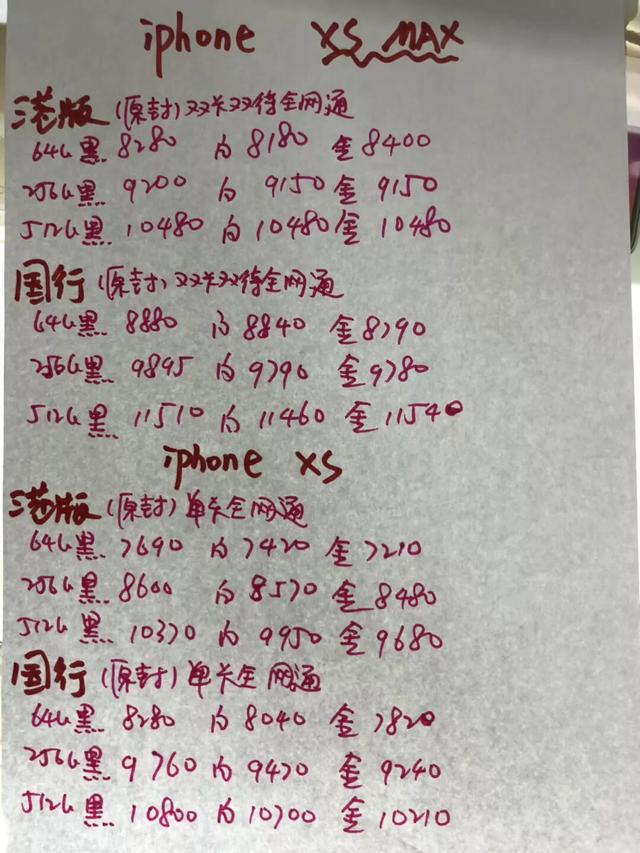 iphone XS MAX
港版(原封)双卡双待全网通
64G黑 8280 白 8180 金 8400
256G黑 9200 白 9150 金 9150
512G黑 10480 白 10480 金 10480
国行(原封)双卡双待全网通
64G黑 8880 白 8840 金 8790
256G黑 9895 白 9790 金 9780
512G黑 11510 白 11460 金 11540
iphone XS
港版(原封)单卡全网通
64G黑 7690 白 7420 金 7210
256G黑 8600 白 8570 金 8480
512G黑 10370 白 9950 金 9680
国行(原封)单卡全网通
64G黑 8280 白 8040 金 7820
256G黑 9760 白 9470 金 9240
512G黑 10800 白 10700 金 10210